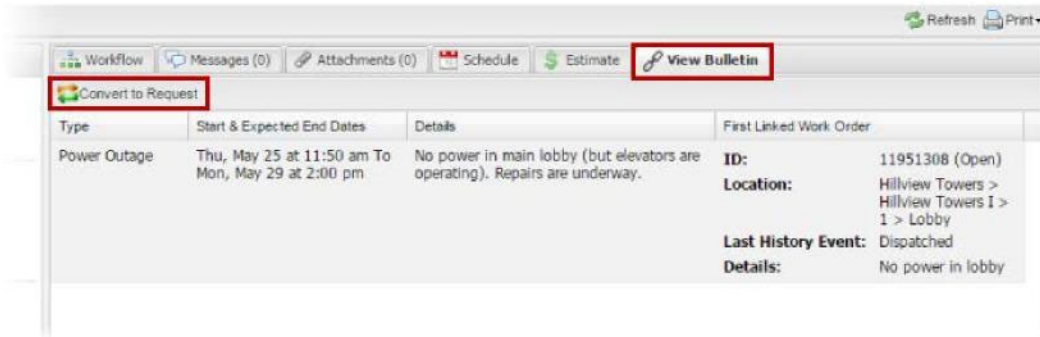 Refresh Print
Workflow Messages (0) Attachments (0) Schedule Estimate View Bulletin
Convert to Request
Type Start & Expected End Dates Details First Linked Work Order
Power Outage Thu, May 25 at 11:50 am To No power in main lobby (but elevators are ID: 11951308 (Open)
Mon, May 29 at 2:00 pm operating). Repairs are underway.
Location: Hillview Towers >
Hillview Towers I >
1 > Lobby
Last History Event: Dispatched
Details: No power in lobby